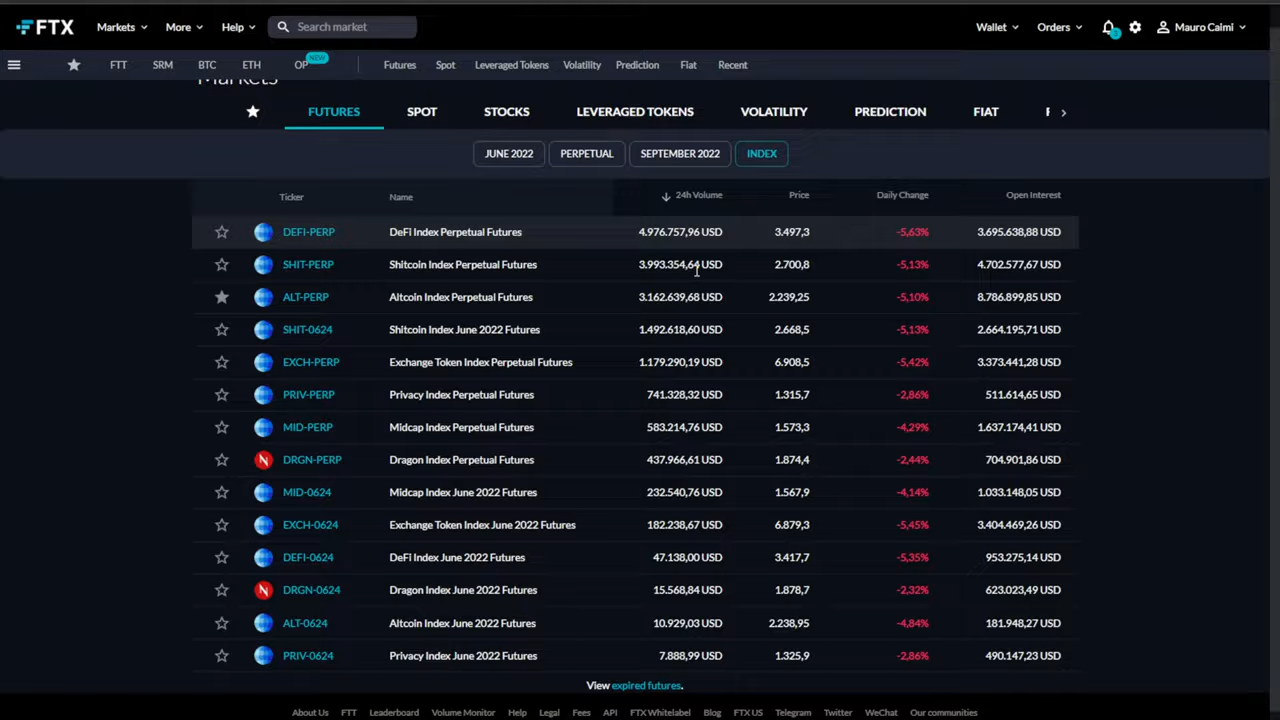 FTX Markets More Help Search market Wallet Orders Mauro Caimi
FTT SRM BTC ETH OP NEW Futures Spot Leveraged Tokens Volatility Prediction Fiat Recent
Markets
FUTURES SPOT STOCKS LEVERAGED TOKENS VOLATILITY PREDICTION FIAT F
JUNE 2022 PERPETUAL SEPTEMBER 2022 INDEX
Ticker Name 24h Volume Price Daily Change Open Interest
DEFI-PERP DeFi Index Perpetual Futures 4.976.757,96 USD 3.497,3 -5,63% 3.695.638,88 USD
SHIT-PERP Shitcoin Index Perpetual Futures 3.993.354,64 USD 2.700,8 -5,13% 4.702.577,67 USD
ALT-PERP Altcoin Index Perpetual Futures 3.162.639,68 USD 2.239,25 -5,10% 8.786.899,85 USD
SHIT-0624 Shitcoin Index June 2022 Futures 1.492.618,60 USD 2.668,5 -5,13% 2.664.195,71 USD
EXCH-PERP Exchange Token Index Perpetual Futures 1.179.290,19 USD 6.908,5 -5,42% 3.373.441,28 USD
PRIV-PERP Privacy Index Perpetual Futures 741.328,32 USD 1.315,7 -2,86% 511.614,65 USD
MID-PERP Midcap Index Perpetual Futures 583.214,76 USD 1.573,3 -4,29% 1.637.174,41 USD
DRGN-PERP Dragon Index Perpetual Futures 437.966,61 USD 1.874,4 -2,44% 704.901,86 USD
MID-0624 Midcap Index June 2022 Futures 232.540,76 USD 1.567,9 -4,14% 1.033.148,05 USD
EXCH-0624 Exchange Token Index June 2022 Futures 182.238,67 USD 6.879,3 -5,45% 3.404.469,26 USD
DEFI-0624 DeFi Index June 2022 Futures 47.138,00 USD 3.417,7 -5,35% 953.275,14 USD
DRGN-0624 Dragon Index June 2022 Futures 15.568,84 USD 1.878,7 -2,32% 623.023,49 USD
ALT-0624 Altcoin Index June 2022 Futures 10.929,03 USD 2.238,95 -4,84% 181.948,27 USD
PRIV-0624 Privacy Index June 2022 Futures 7.888,99 USD 1.325,9 -2,86% 490.147,23 USD
View expired futures.
About Us FTT Leaderboard Volume Monitor Help Legal Fees API FTX Whitelabel Blog FTX US Telegram Twitter WeChat Our communities